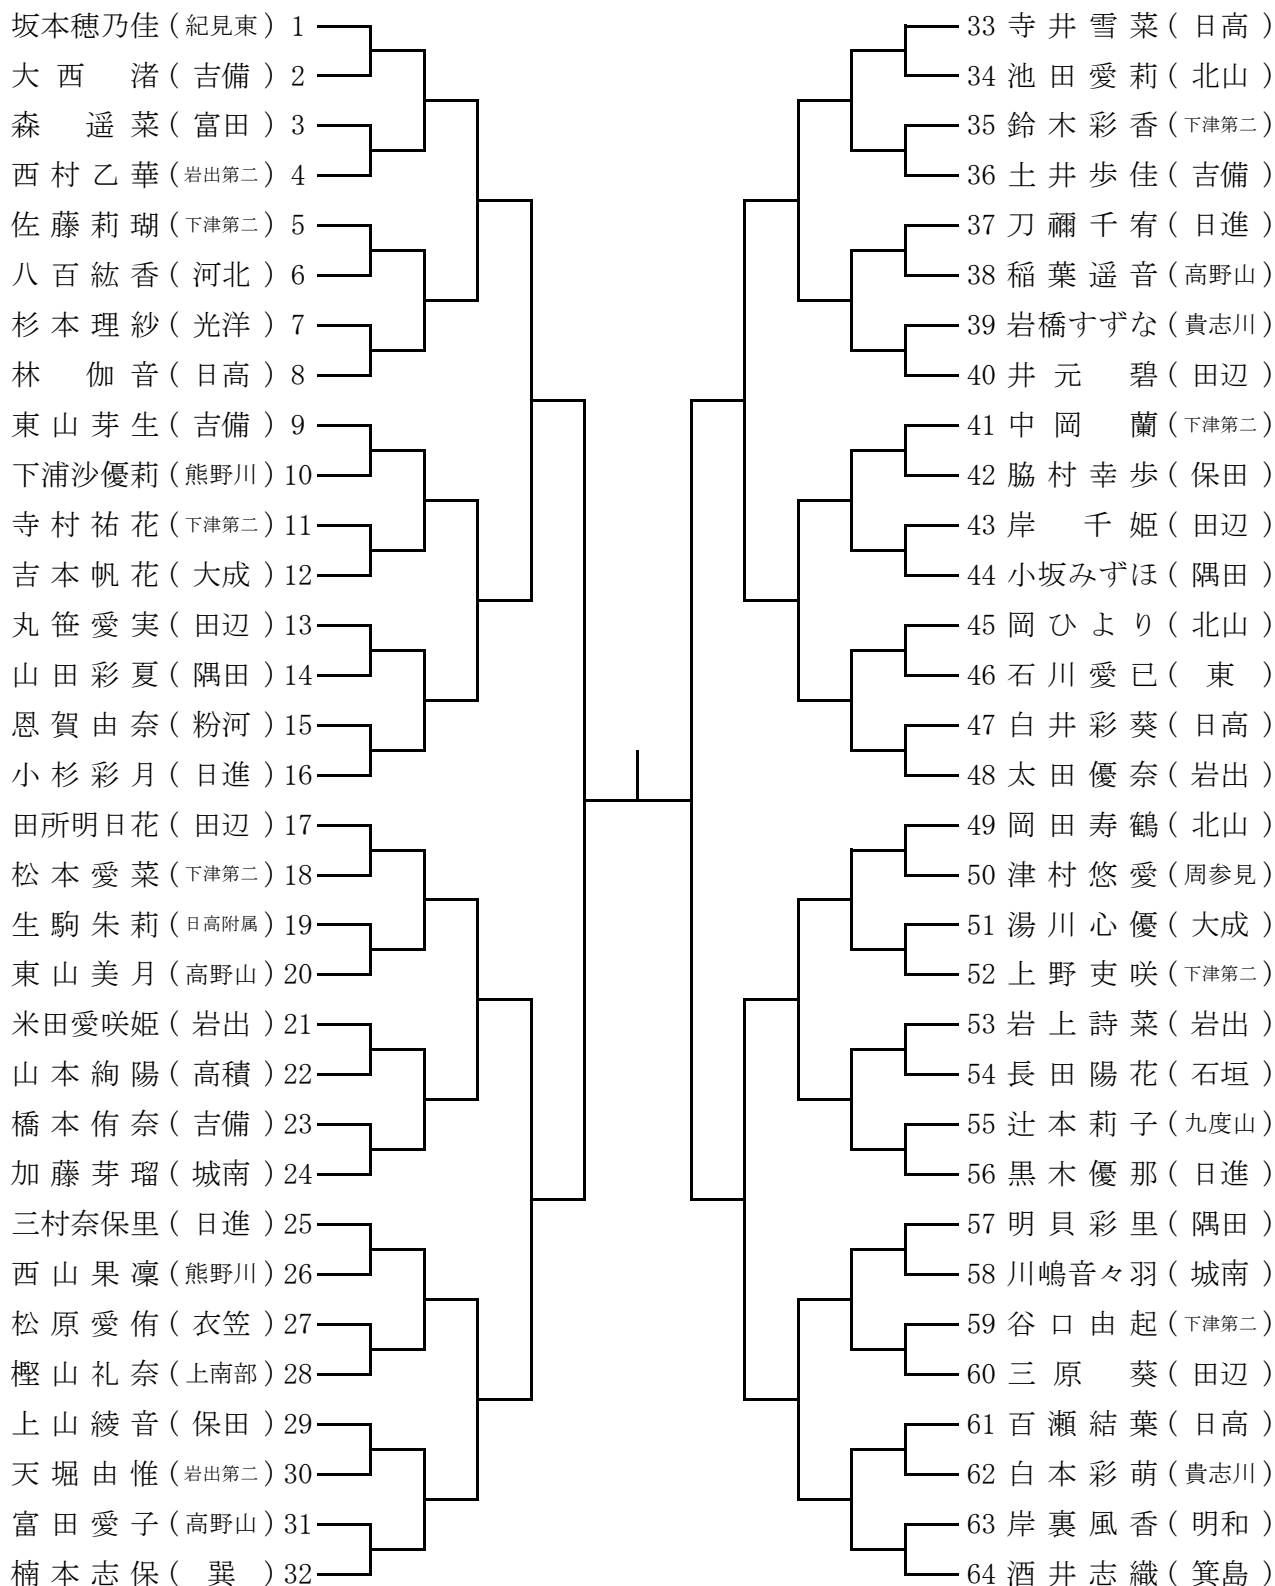 坂本穂乃佳(紀見東) 1
大西　渚(吉備) 2
森　遥菜(富田) 3
西村乙華(岩出第二) 4
佐藤莉瑚(下津第二) 5
八百紘香(河北) 6
杉本理紗(光洋) 7
林　伽音(日高) 8
東山芽生(吉備) 9
下浦沙優莉(熊野川) 10
寺村祐花(下津第二) 11
吉本帆花(大成) 12
丸笹愛実(田辺) 13
山田彩夏(隅田) 14
恩賀由奈(粉河) 15
小杉彩月(日進) 16
田所明日花(田辺) 17
松本愛菜(下津第二) 18
生駒朱莉(日高附属) 19
東山美月(高野山) 20
米田愛咲姫(岩出) 21
山本絢陽(高積) 22
橋本侑奈(吉備) 23
加藤芽瑠(城南) 24
三村奈保里(日進) 25
西山果凜(熊野川) 26
松原愛侑(衣笠) 27
樫山礼奈(上南部) 28
上山綾音(保田) 29
天堀由惟(岩出第二) 30
富田愛子(高野山) 31
楠本志保(巽) 32
33 寺井雪菜(日高)
34 池田愛莉(北山)
35 鈴木彩香(下津第二)
36 土井歩佳(吉備)
37 刀禰千宥(日進)
38 稲葉遥音(高野山)
39 岩橋すずな(貴志川)
40 井元　碧(田辺)
41 中岡　蘭(下津第二)
42 脇村幸歩(保田)
43 岸　千姫(田辺)
44 小坂みずほ(隅田)
45 岡ひより(北山)
46 石川愛巳(東)
47 白井彩葵(日高)
48 太田優奈(岩出)
49 岡田寿鶴(北山)
50 津村悠愛(周参見)
51 湯川心優(大成)
52 上野吏咲(下津第二)
53 岩上詩菜(岩出)
54 長田陽花(石垣)
55 辻本莉子(九度山)
56 黒木優那(日進)
57 明貝彩里(隅田)
58 川嶋音々羽(城南)
59 谷口由起(下津第二)
60 三原　葵(田辺)
61 百瀬結葉(日高)
62 白本彩萌(貴志川)
63 岸裏風香(明和)
64 酒井志織(箕島)